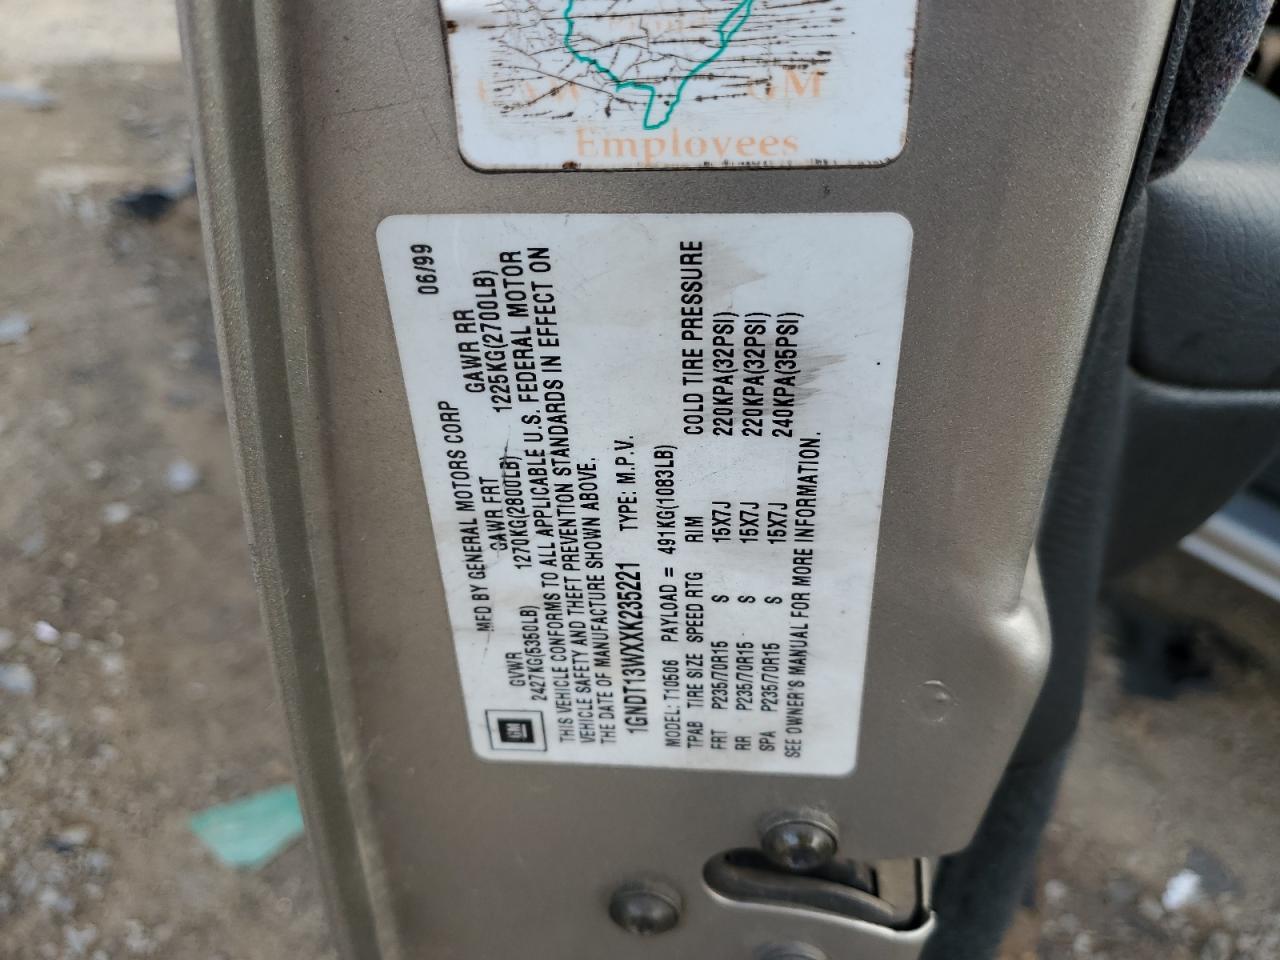 GM
Employees
06/99
MFD BY GENERAL MOTORS CORP
GVWR GAWR FRT GAWR RR
2427KG(5350LB) 1270KG(2800LB) 1225KG(2700LB)
THIS VEHICLE CONFORMS TO ALL APPLICABLE U.S. FEDERAL MOTOR
VEHICLE SAFETY AND THEFT PREVENTION STANDARDS IN EFFECT ON
THE DATE OF MANUFACTURE SHOWN ABOVE.
1GNDT13WXXK235221 TYPE: M.P.V.
MODEL: T10506 PAYLOAD = 491KG(1083LB)
TPAB TIRE SIZE SPEED RTG RIM COLD TIRE PRESSURE
FRT P235/70R15 S 15X7J 220KPA(32PSI)
RR P235/70R15 S 15X7J 220KPA(32PSI)
SPA P235/70R15 S 15X7J 240KPA(35PSI)
SEE OWNER'S MANUAL FOR MORE INFORMATION.
GM